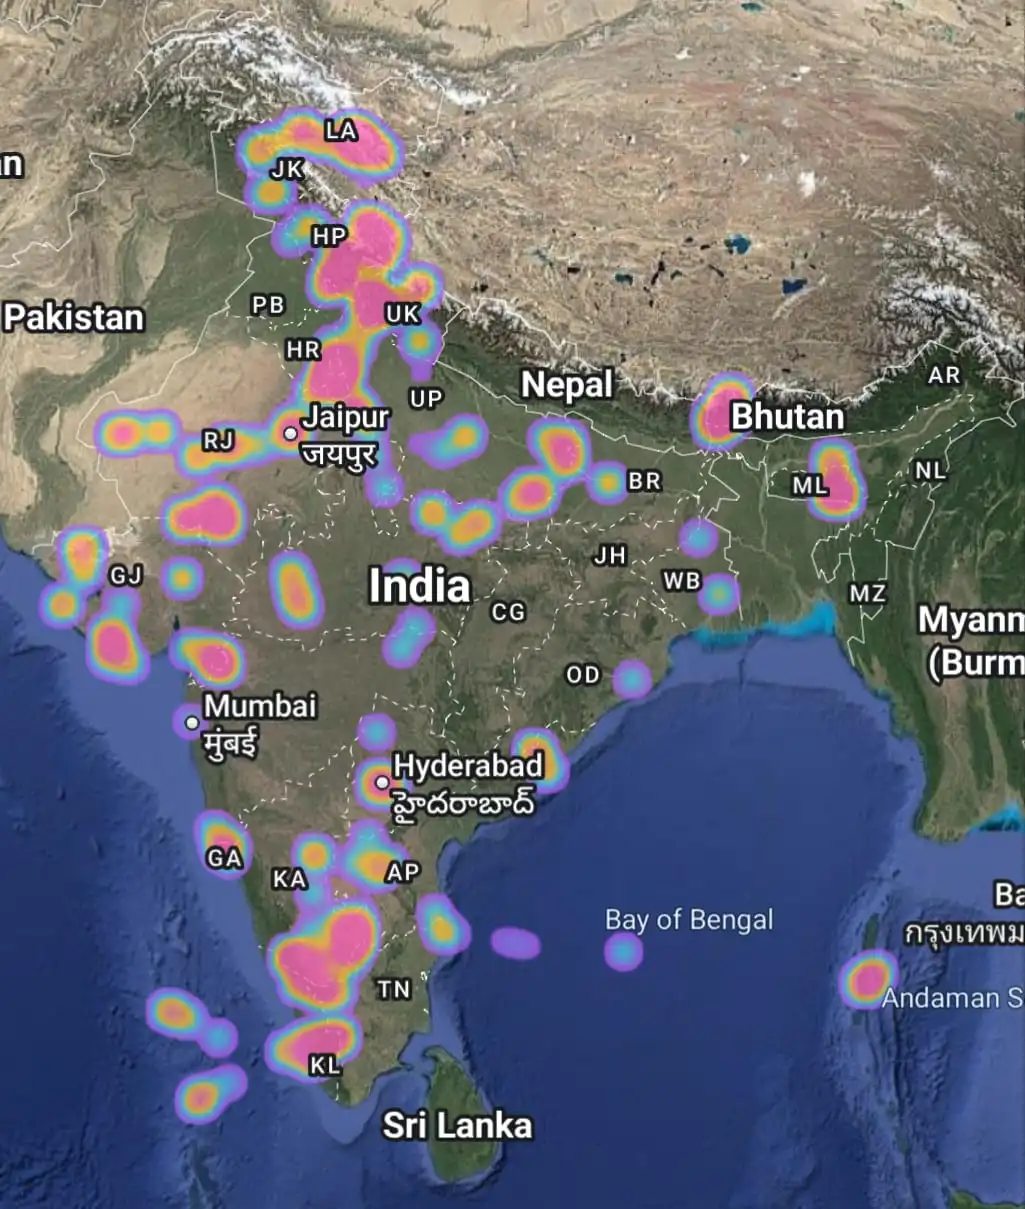 LA
an
JK
HP
PB
UK
Pakistan
HR
AR
Nepal
UP
Jaipur
जयपुर
Bhutan
RJ
NL
BR
ML
JH
GJ
India
WB
MZ
CG
Myanm
(Burm
OD
Mumbai
मुंबई
Hyderabad
హైదరాబాద్
GA
AP
KA
Ba
Bay of Bengal
กรุงเทพม
TN
Andaman S
KL
Sri Lanka